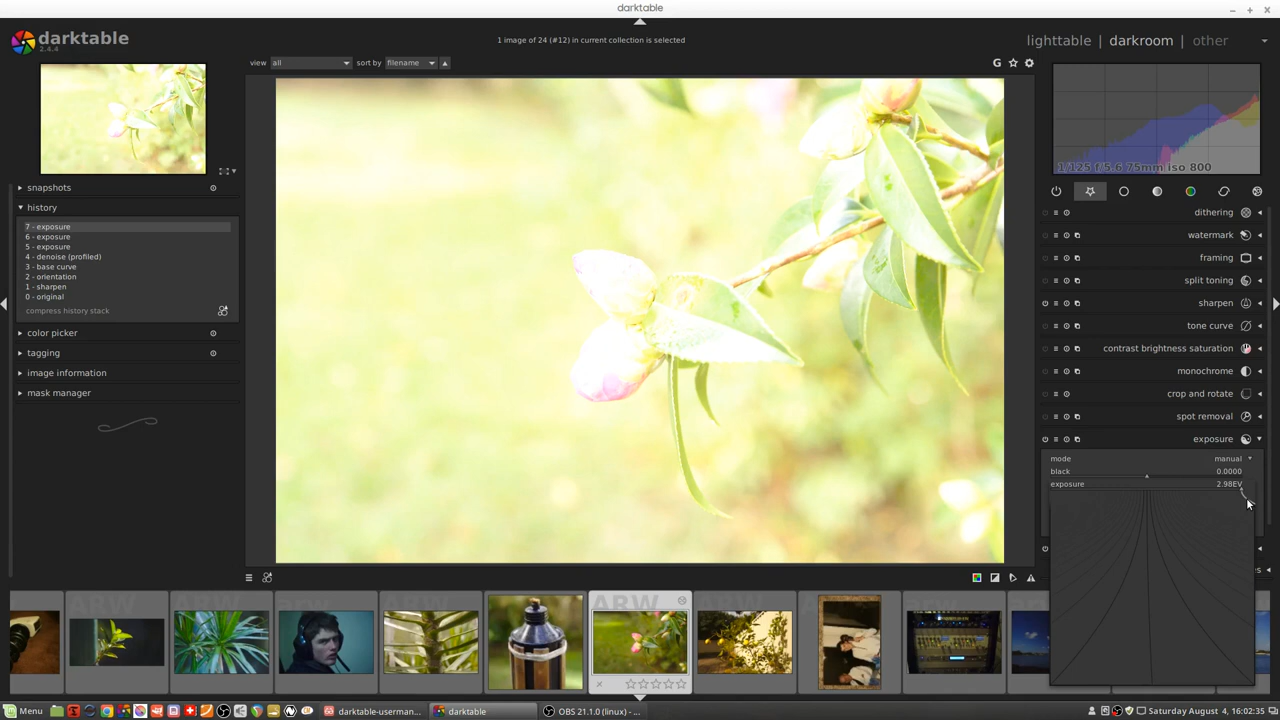 darktable
darktable
2.4.4
1 image of 24 (#12) in current collection is selected
lighttable | darkroom | other
view all sort by filename
G
1/125 f/5.6 75mm iso 800
snapshots
history
7 - exposure
6 - exposure
5 - exposure
4 - denoise (profiled)
3 - base curve
2 - orientation
1 - sharpen
0 - original
compress history stack
color picker
tagging
image information
mask manager
dithering
watermark
framing
split toning
sharpen
tone curve
contrast brightness saturation
monochrome
crop and rotate
spot removal
exposure
mode manual
black 0.0000
exposure 2.98EV
ARW
ARW
Menu
darktable-userman...
darktable
OBS 21.1.0 (linux) - ...
Saturday August 4, 16:02:35